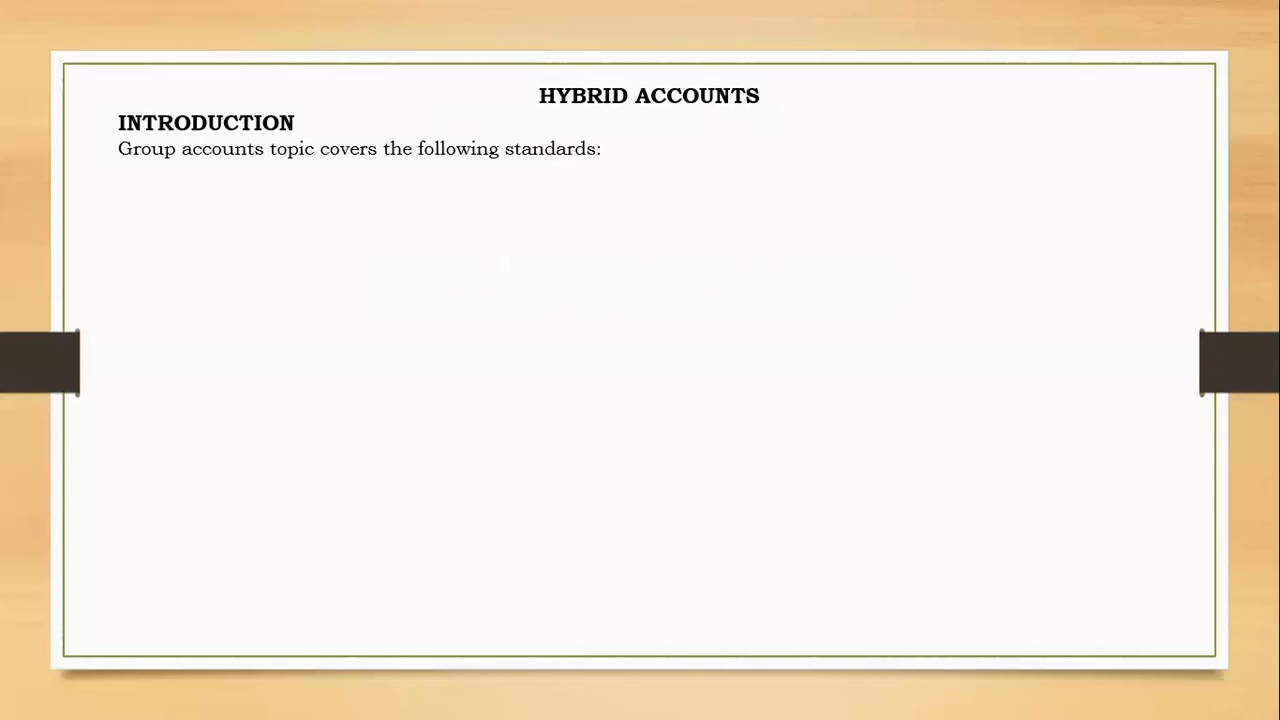 HYBRID ACCOUNTS
INTRODUCTION
Group accounts topic covers the following standards: